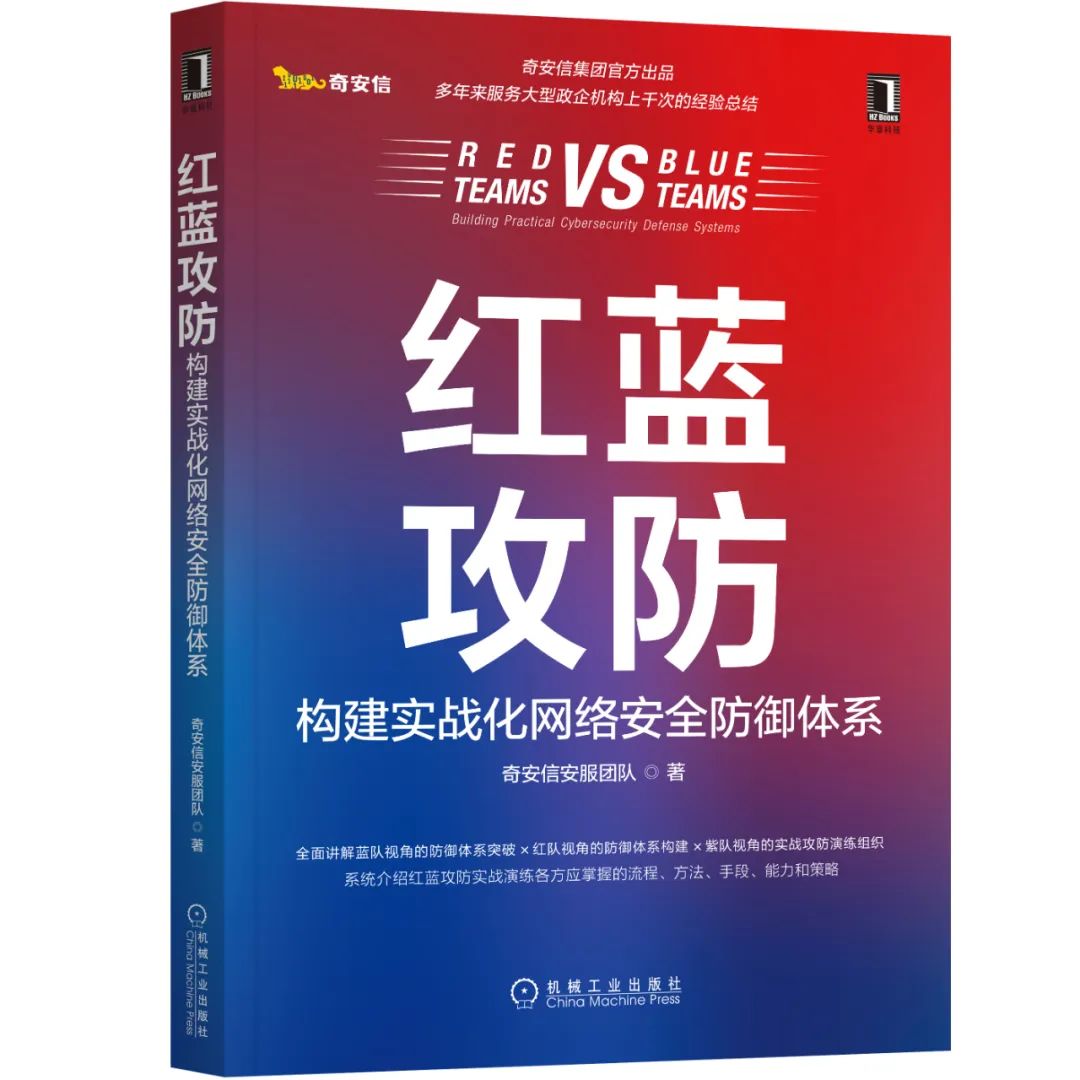 HZ BOOKS
华章科技
红蓝攻防
构建实战化网络安全防御体系
奇安信安服团队 ◎ 著
机械工业出版社
China Machine Press
奇安信
奇安信集团官方出品
多年来服务大型政企机构上千次的经验总结
HZ BOOKS
华章科技
RED TEAMS VS BLUE TEAMS
Building Practical Cybersecurity Defense Systems
红蓝
攻防
构建实战化网络安全防御体系
奇安信安服团队 ◎ 著
全面讲解蓝队视角的防御体系突破 × 红队视角的防御体系构建 × 紫队视角的实战攻防演练组织
系统介绍红蓝攻防实战演练各方应掌握的流程、方法、手段、能力和策略
机械工业出版社
China Machine Press